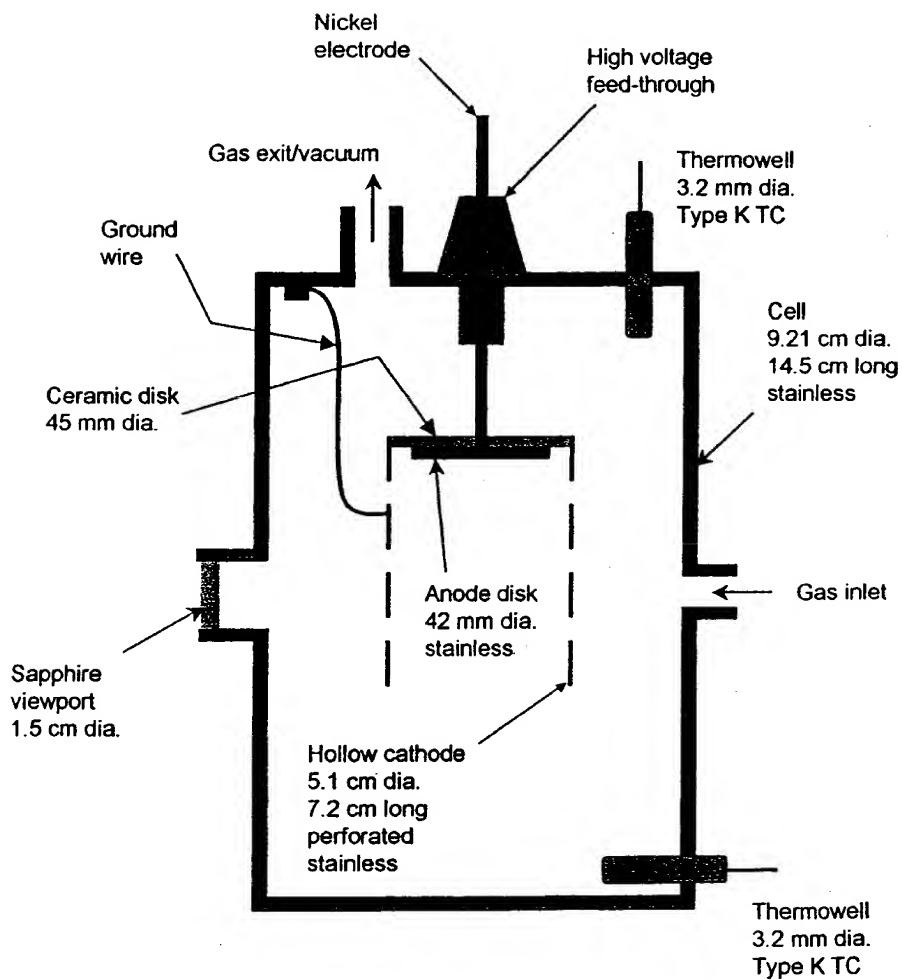 Nickel
electrode
High voltage
feed-through
Gas exit/vacuum
Thermowell
3.2 mm dia.
Type K TC
Ground
wire
Cell
9.21 cm dia.
14.5 cm long
stainless
Ceramic disk
45 mm dia.
Anode disk
42 mm dia.
stainless
Gas inlet
Sapphire
viewport
1.5 cm dia.
Hollow cathode
5.1 cm dia.
7.2 cm long
perforated
stainless
Thermowell
3.2 mm dia.
Type K TC